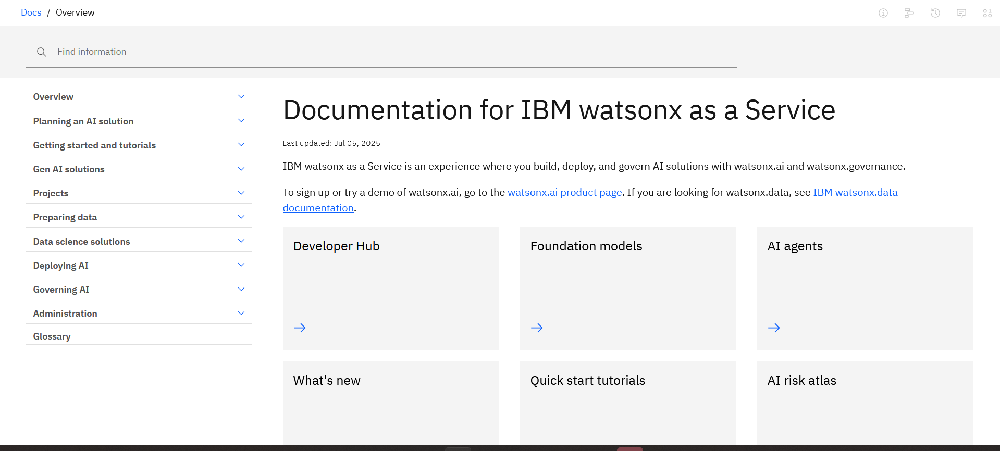 Docs / Overview
Find information
Overview
Planning an AI solution
Getting started and tutorials
Gen AI solutions
Projects
Preparing data
Data science solutions
Deploying AI
Governing AI
Administration
Glossary
Documentation for IBM watsonx as a Service
Last updated: Jul 05, 2025
IBM watsonx as a Service is an experience where you build, deploy, and govern AI solutions with watsonx.ai and watsonx.governance.
To sign up or try a demo of watsonx.ai, go to the watsonx.ai product page. If you are looking for watsonx.data, see IBM watsonx.data
documentation.
Developer Hub
Foundation models
AI agents
What's new
Quick start tutorials
AI risk atlas